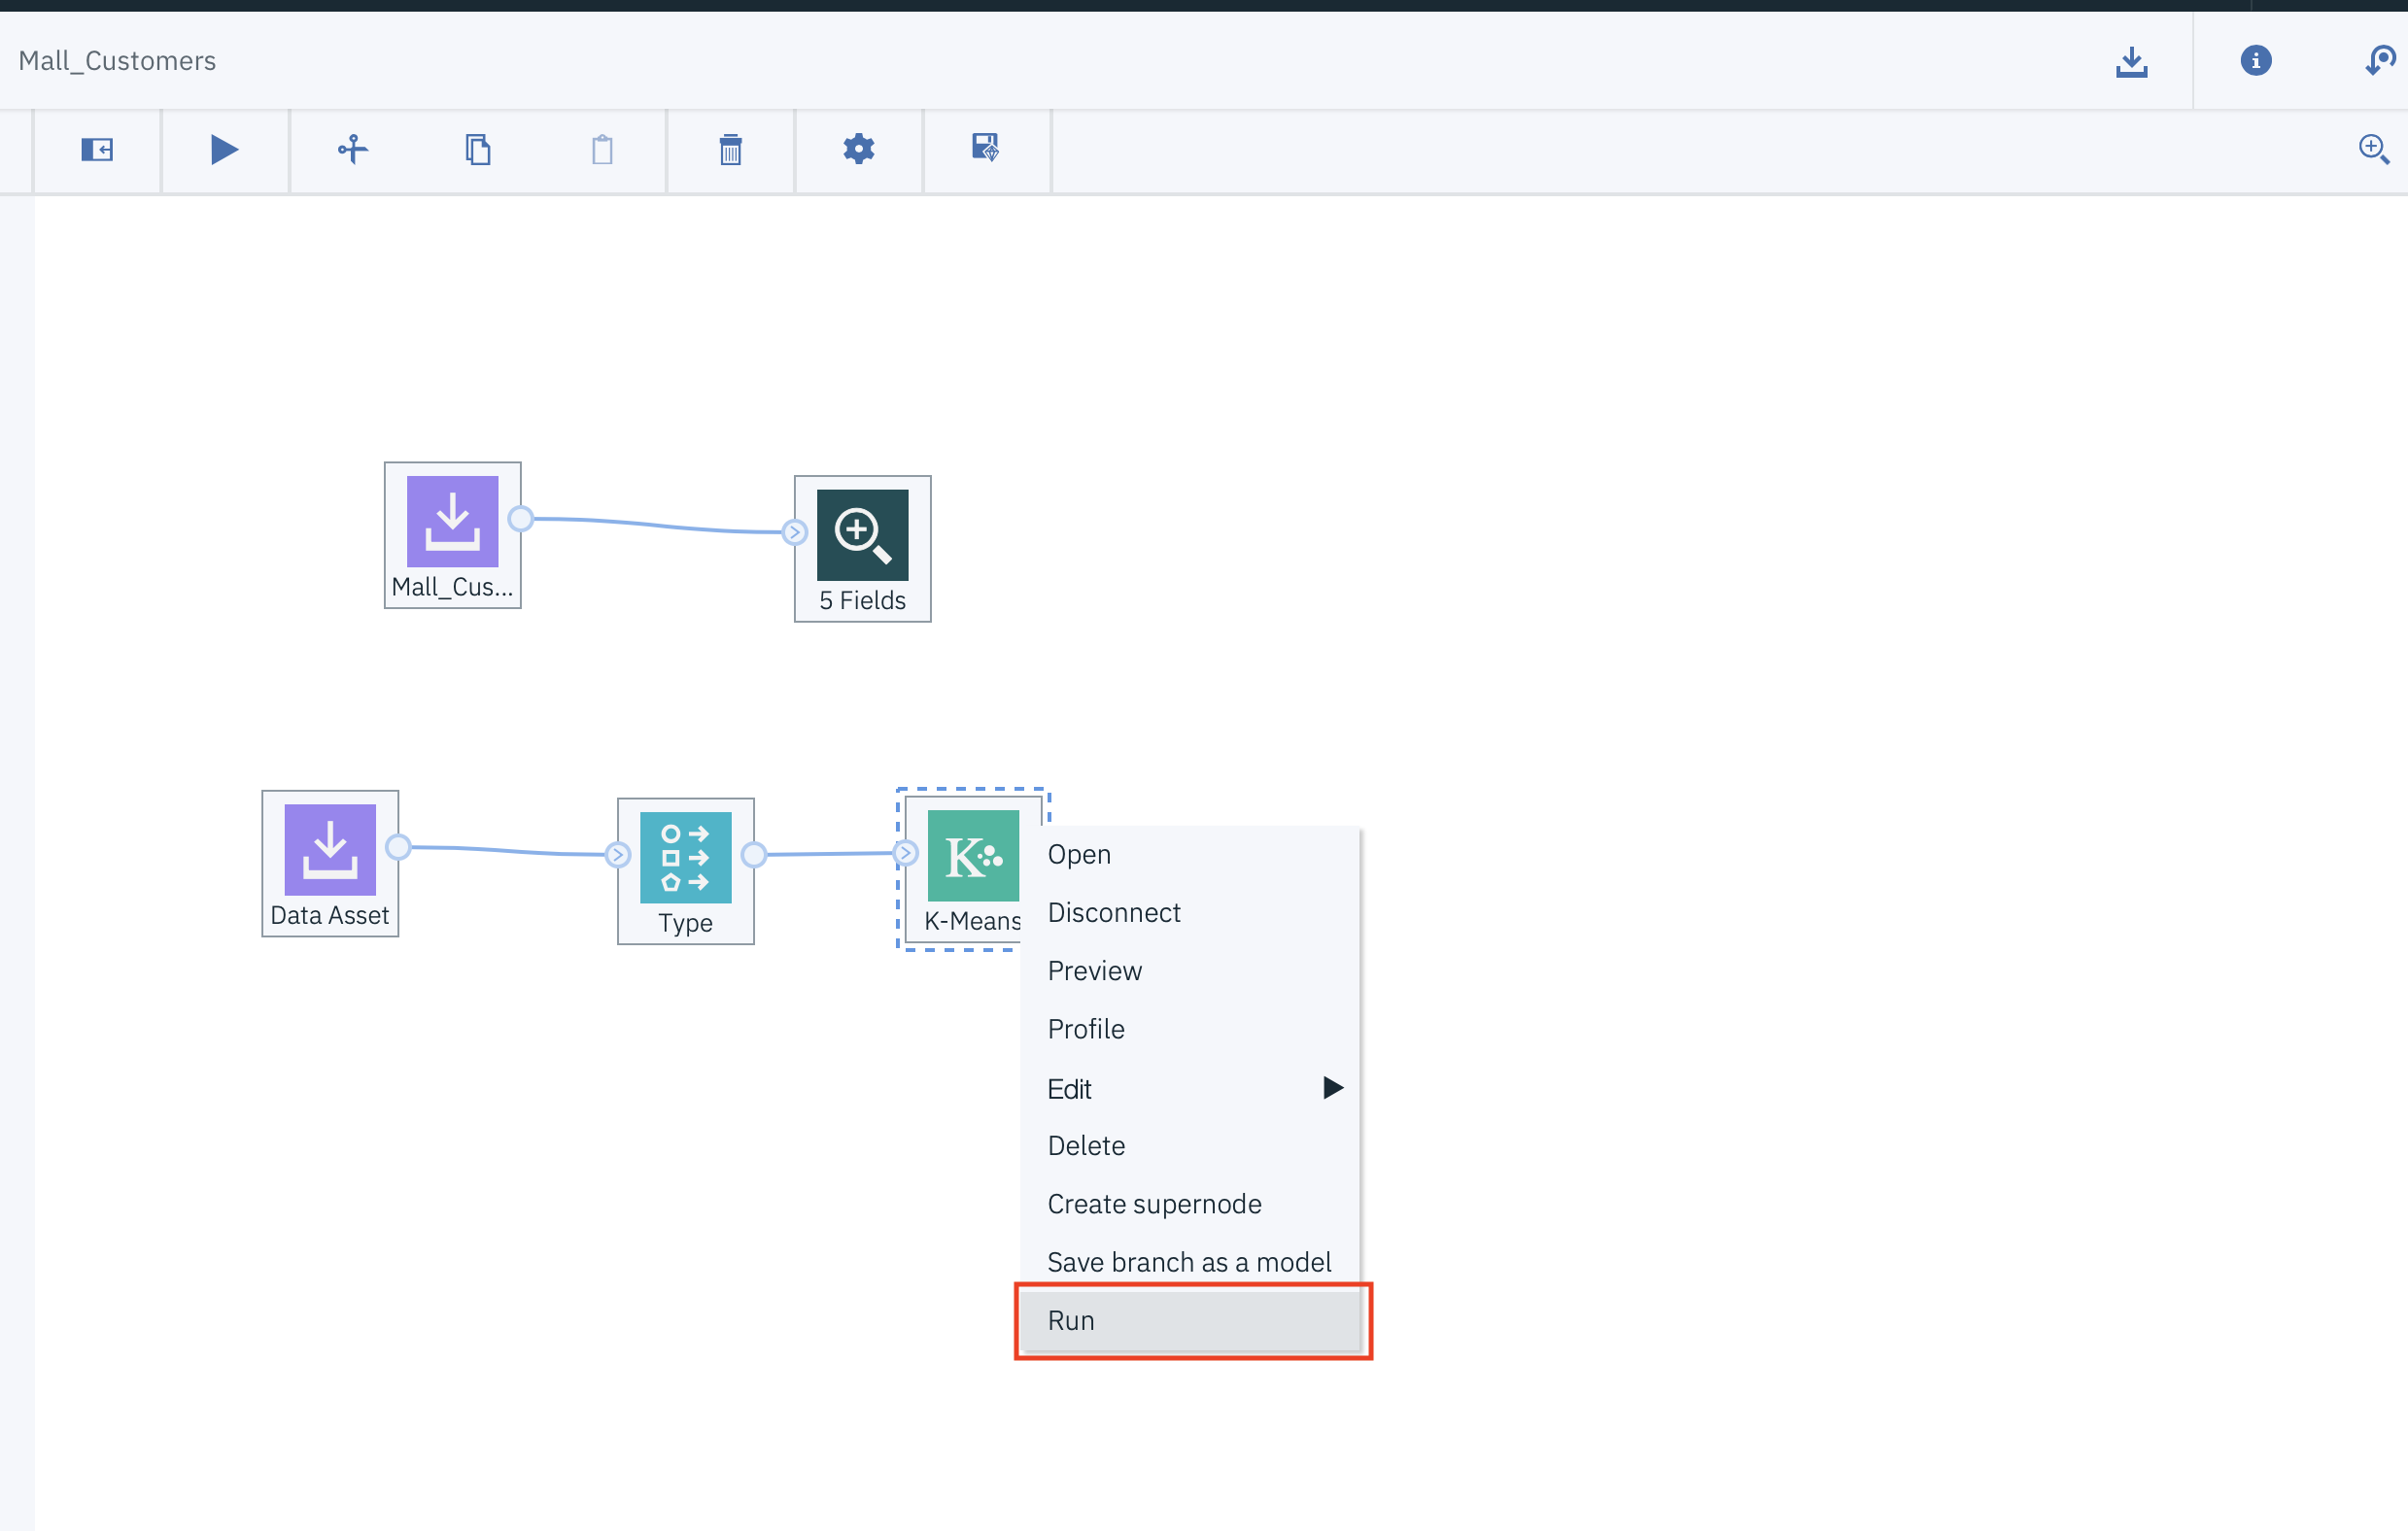 Mall_Customers
Mall_Cus...
5 Fields
Data Asset
Type
K-Means
Open
Disconnect
Preview
Profile
Edit
Delete
Create supernode
Save branch as a model
Run